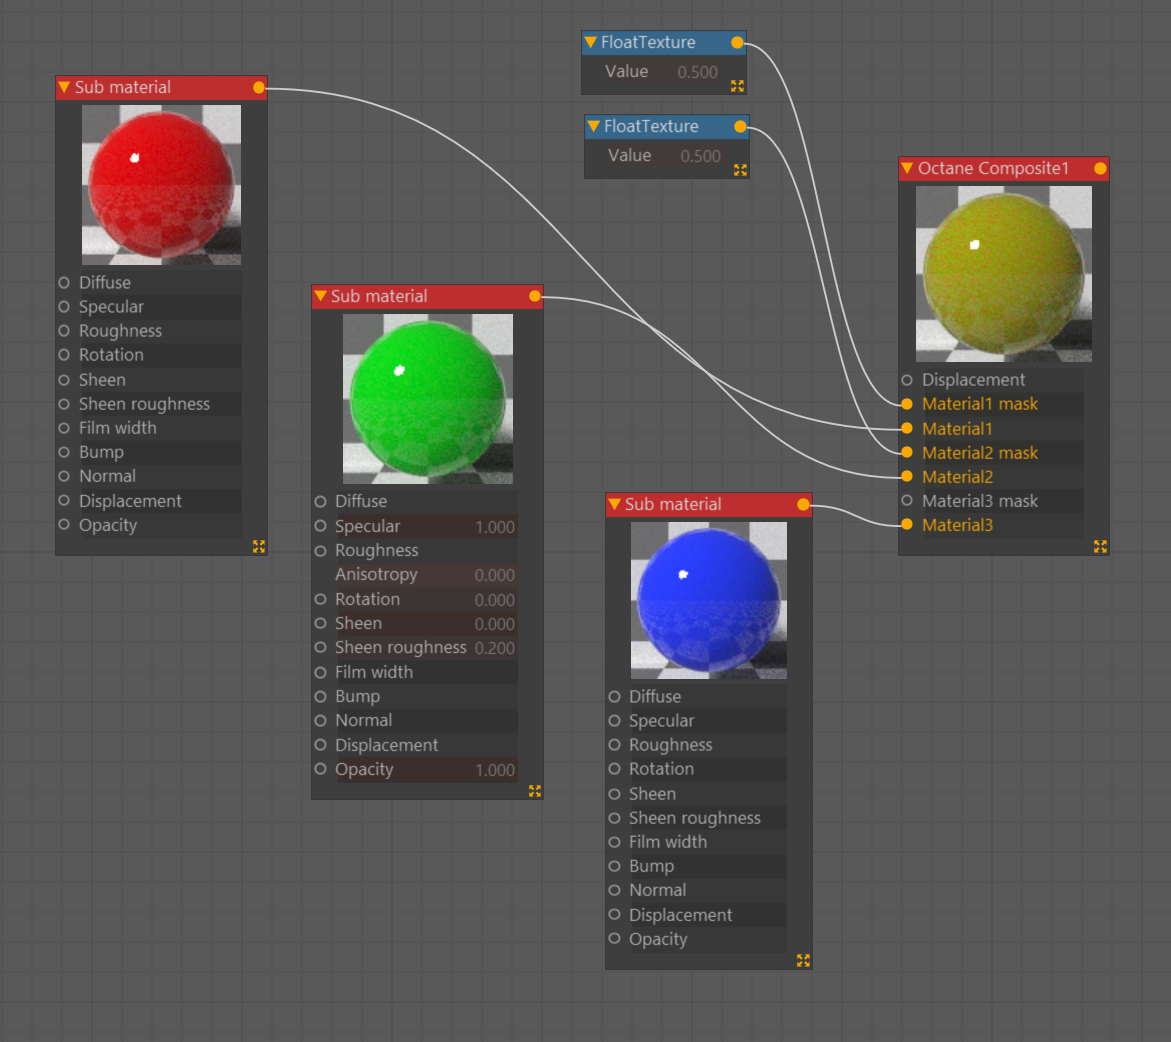 Sub material
Diffuse
Specular
Roughness
Rotation
Sheen
Sheen roughness
Film width
Bump
Normal
Displacement
Opacity
Sub material
Diffuse
Specular 1.000
Roughness
Anisotropy 0.000
Rotation 0.000
Sheen 0.000
Sheen roughness 0.200
Film width
Bump
Normal
Displacement
Opacity 1.000
FloatTexture
Value 0.500
FloatTexture
Value 0.500
Sub material
Diffuse
Specular
Roughness
Rotation
Sheen
Sheen roughness
Film width
Bump
Normal
Displacement
Opacity
Octane Composite1
Displacement
Material1 mask
Material1
Material2 mask
Material2
Material3 mask
Material3